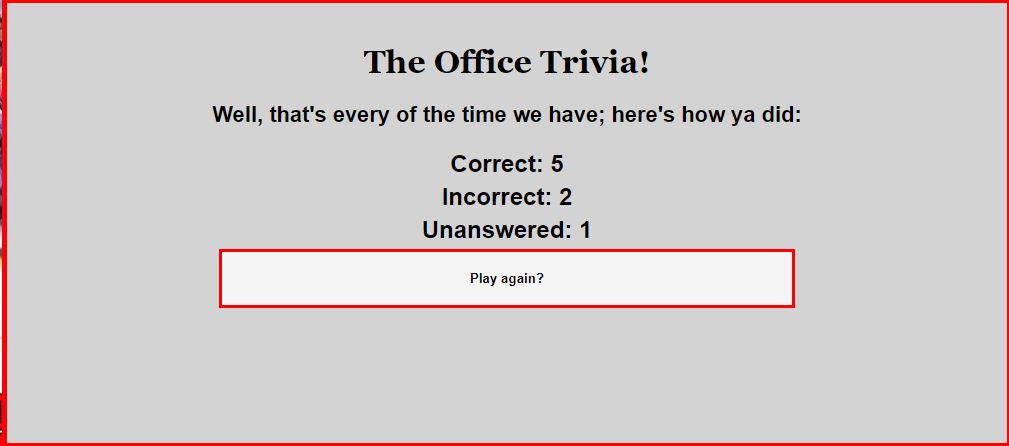 The Office Trivia!
Well, that's every of the time we have; here's how ya did:
Correct: 5
Incorrect: 2
Unanswered: 1
Play again?